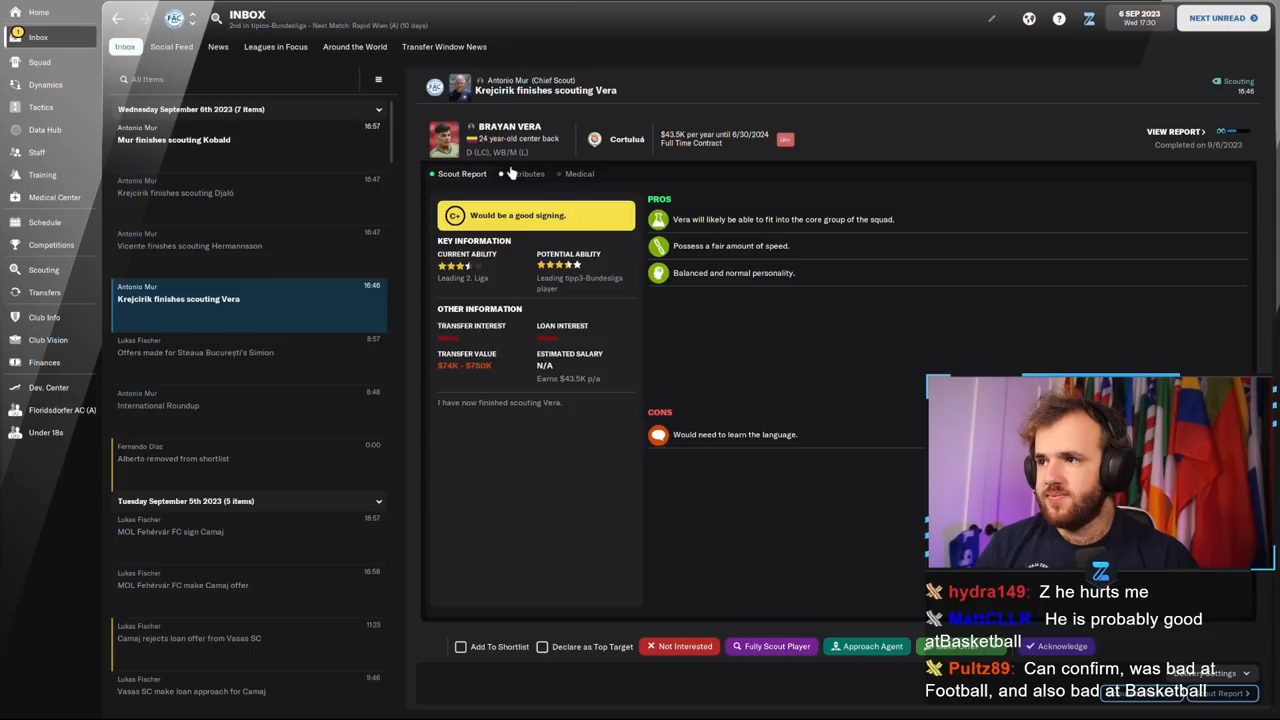 Home
Inbox
1
Squad
Dynamics
Tactics
Data Hub
Staff
Training
Medical Center
Schedule
Competitions
Scouting
Transfers
Club Info
Club Vision
Finances
Dev. Center
Floridsdorfer AC (A)
Under 18s
INBOX
2nd in tipico-Bundesliga - Next Match: Rapid Wien (A) (10 days)
6 SEP 2023
Wed 17:30
NEXT UNREAD
Inbox
Social Feed
News
Leagues in Focus
Around the World
Transfer Window News
All Items
Wednesday September 6th 2023 (7 items)
Antonio Mur 16:57
Mur finishes scouting Kobald
Antonio Mur 16:47
Krejcirik finishes scouting Djaló
Antonio Mur 16:47
Vicente finishes scouting Hermannsson
Antonio Mur 16:46
Krejcirik finishes scouting Vera
Lukas Fischer 8:57
Offers made for Steaua București's Simion
Antonio Mur 8:48
International Roundup
Fernando Diaz 0:00
Alberto removed from shortlist
Tuesday September 5th 2023 (5 items)
Lukas Fischer 18:57
MOL Fehérvár FC sign Camaj
Lukas Fischer 16:58
MOL Fehérvár FC make Camaj offer
Lukas Fischer 11:23
Camaj rejects loan offer from Vasas SC
Lukas Fischer 9:46
Vasas SC make loan approach for Camaj
Antonio Mur (Chief Scout)
Krejcirik finishes scouting Vera
Scouting
16:46
BRAYAN VERA
24 year-old center back
D (LC), WB/M (L)
Cortuluá
$43.5K per year until 6/30/2024
Full Time Contract
VIEW REPORT
Completed on 9/6/2023
Scout Report
tributes
Medical
C+ Would be a good signing.
KEY INFORMATION
CURRENT ABILITY
Leading 2. Liga
POTENTIAL ABILITY
Leading tipp3-Bundesliga
player
OTHER INFORMATION
TRANSFER INTEREST
LOAN INTEREST
TRANSFER VALUE
$74K - $750K
ESTIMATED SALARY
N/A
Earns $43.5K p/a
I have now finished scouting Vera.
PROS
Vera will likely be able to fit into the core group of the squad.
Possess a fair amount of speed.
Balanced and normal personality.
CONS
Would need to learn the language.
Add To Shortlist
Declare as Top Target
Not Interested
Fully Scout Player
Approach Agent
Acknowledge
Settings
cout Report
hydra149: Z he hurts me
MattCLLR: He is probably good
atBasketball
Pultz89: Can confirm, was bad at
Football, and also bad at Basketball